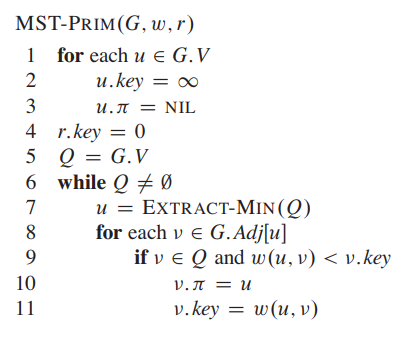 MST-PRIM(G, w, r)
1 for each u ∈ G.V
2 u.key = ∞
3 u.π = NIL
4 r.key = 0
5 Q = G.V
6 while Q ≠ Ø
7 u = EXTRACT-MIN(Q)
8 for each v ∈ G.Adj[u]
9 if v ∈ Q and w(u, v) < v.key
10 v.π = u
11 v.key = w(u, v)